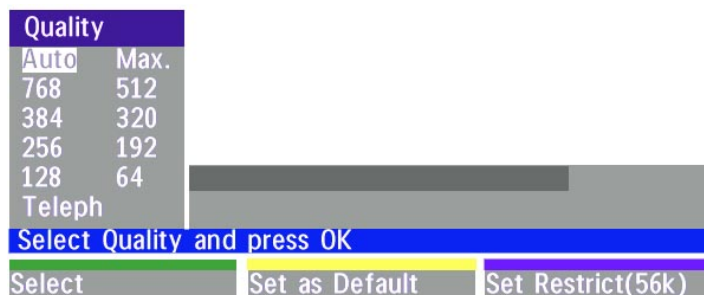 Quality
Auto Max.
768 512
384 320
256 192
128 64
Teleph
Select Quality and press OK
Select Set as Default Set Restrict(56k)